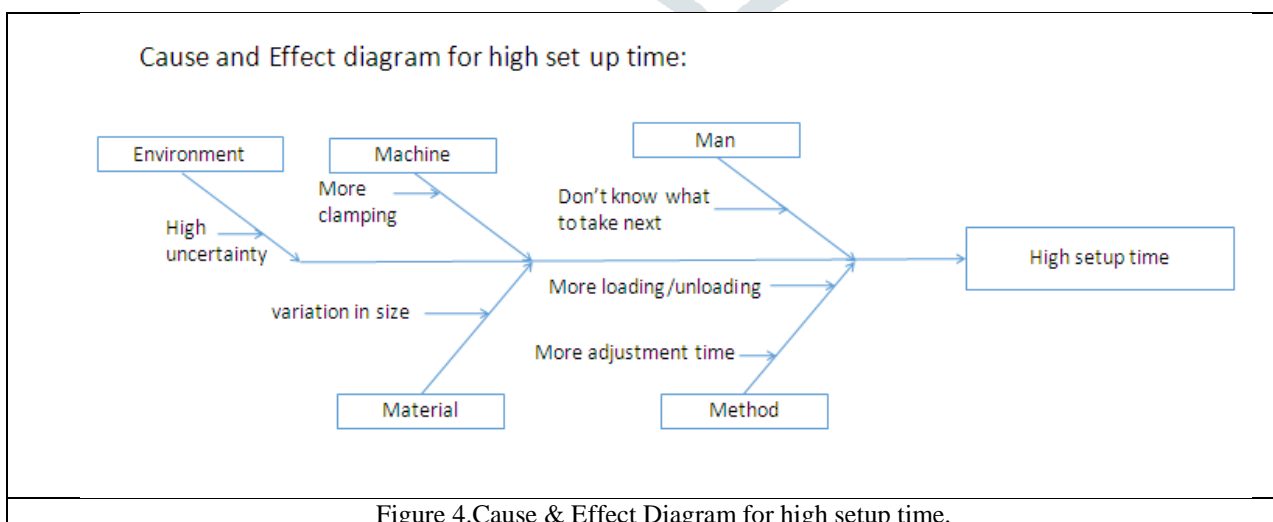 Cause and Effect diagram for high set up time:
Environment
Machine
Man
More
clamping
Don't know what
to take next
High
uncertainty
High setup time
More loading/unloading
variation in size
More adjustment time
Material
Method
Figure 4.Cause & Effect Diagram for high setup time.